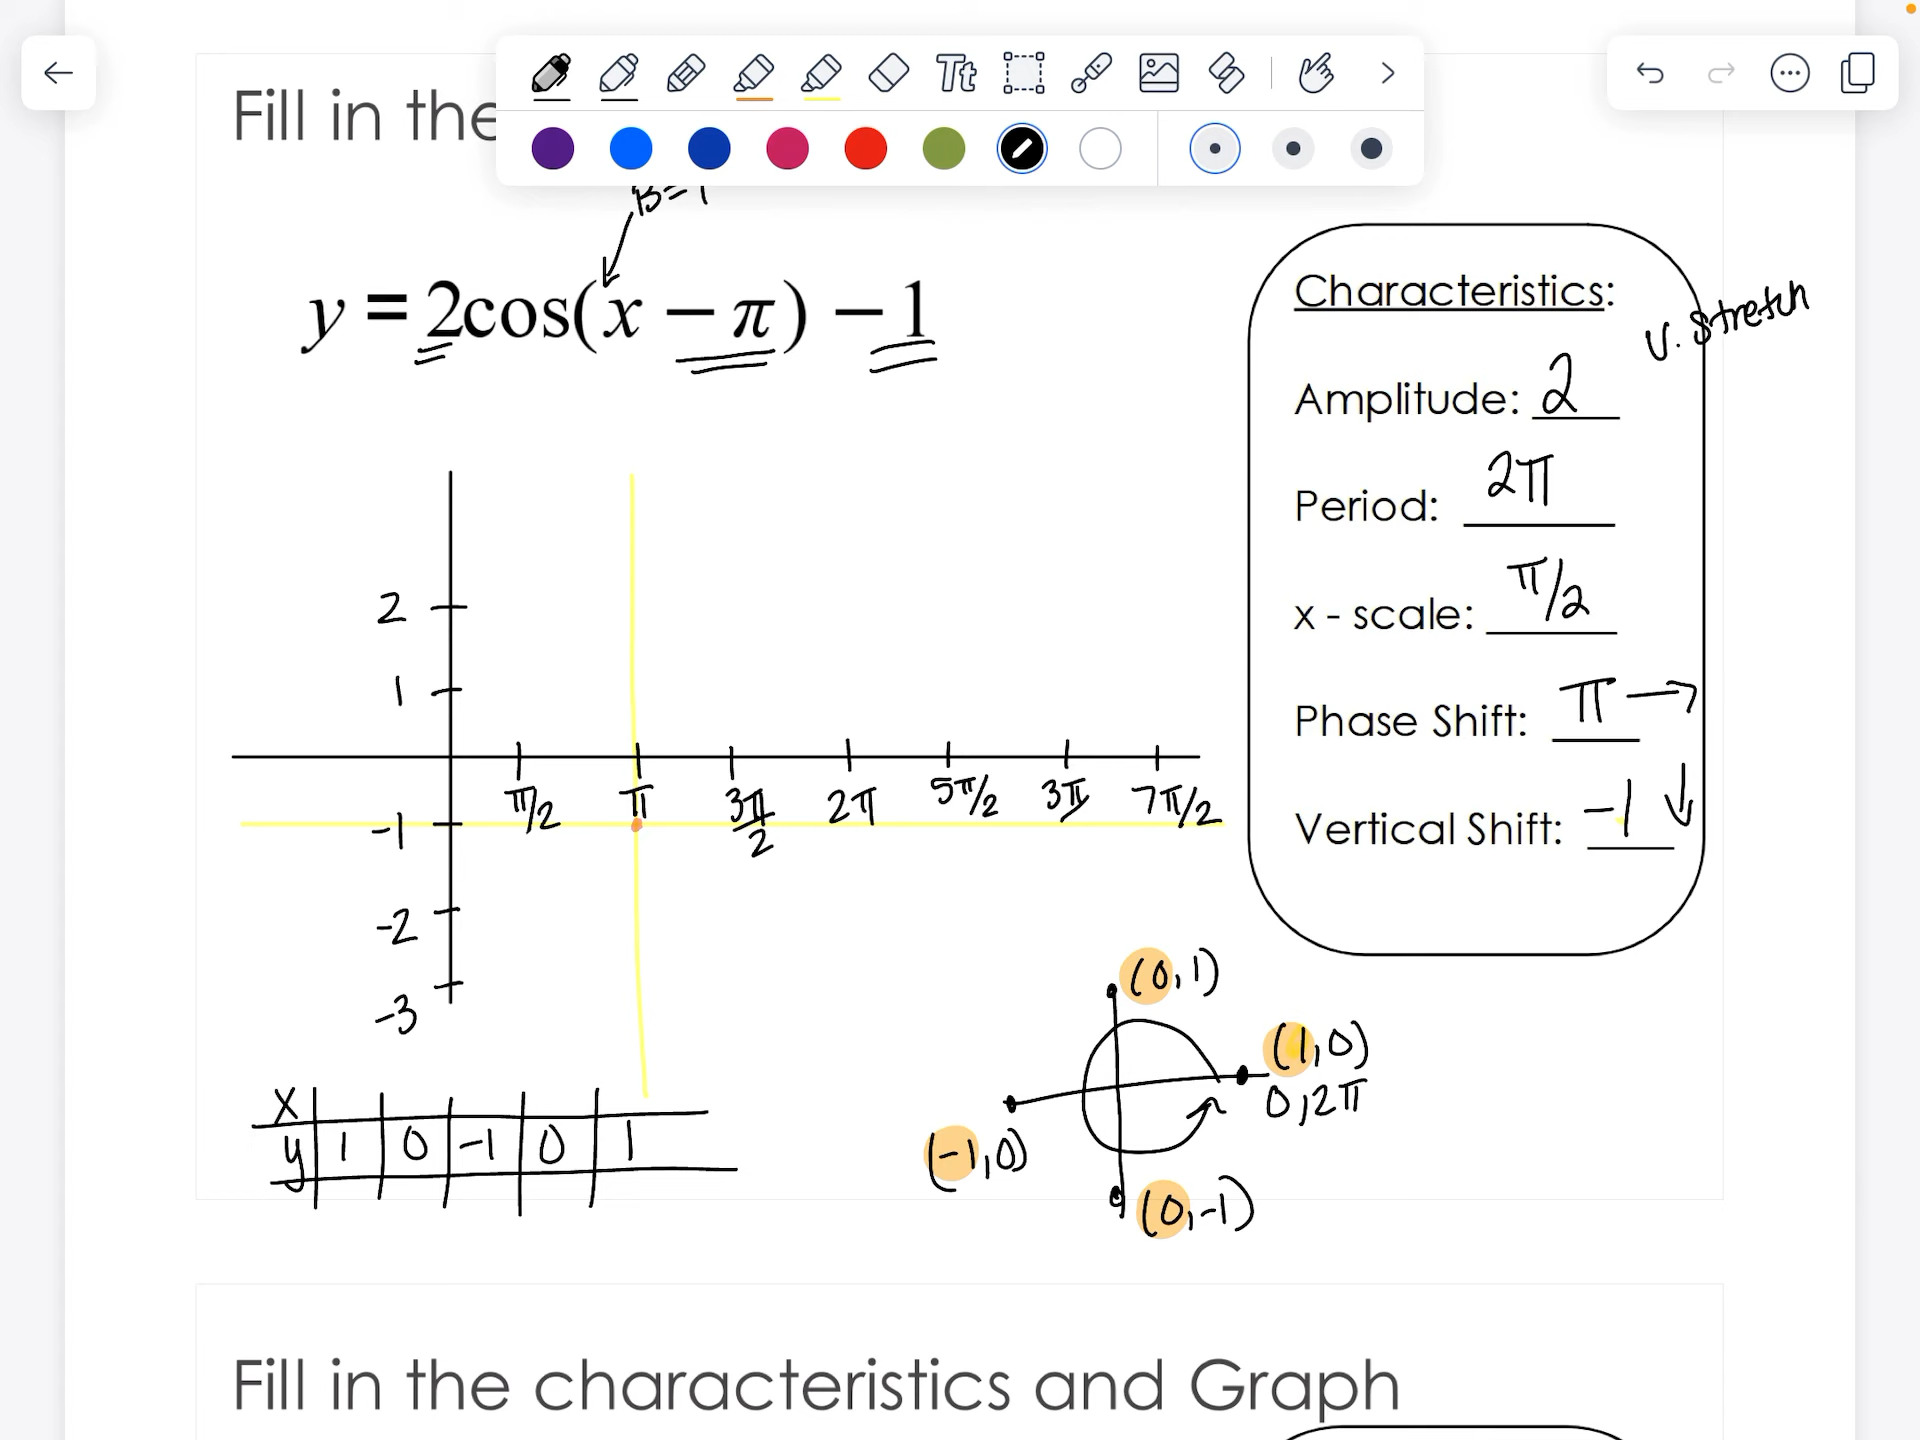 Fill in the
Tt
B=1
y = 2cos(x − π) − 1
Characteristics:
v. stretch
Amplitude: 2
Period: 2π
x - scale: π/2
Phase Shift: π →
Vertical Shift: -1 ↓
2
1
-1
-2
-3
π/2 π 3π/2 2π 5π/2 3π 7π/2
x
y 1 0 -1 0 1
(0,1)
(1,0)
0,2π
(-1,0)
(0,-1)
Fill in the characteristics and Graph